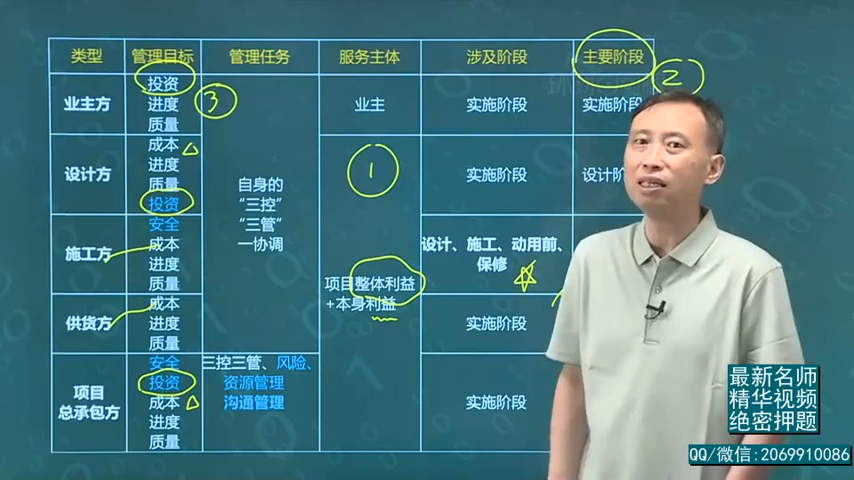 类型 管理目标 管理任务 服务主体 涉及阶段 主要阶段
业主方
投资
进度
质量
③
业主
实施阶段
实施阶段
②
设计方
成本
进度
质量
投资
自身的
“三控”
“三管”
一协调
①
项目整体利益
+本身利益
实施阶段
设计阶
施工方
安全
成本
进度
质量
设计、施工、动用前、
保修
供货方
成本
进度
质量
实施阶段
项目
总承包方
安全
投资
成本
进度
质量
三控三管、风险、
资源管理
沟通管理
实施阶段
最新名师
精华视频
绝密押题
QQ/微信:2069910086